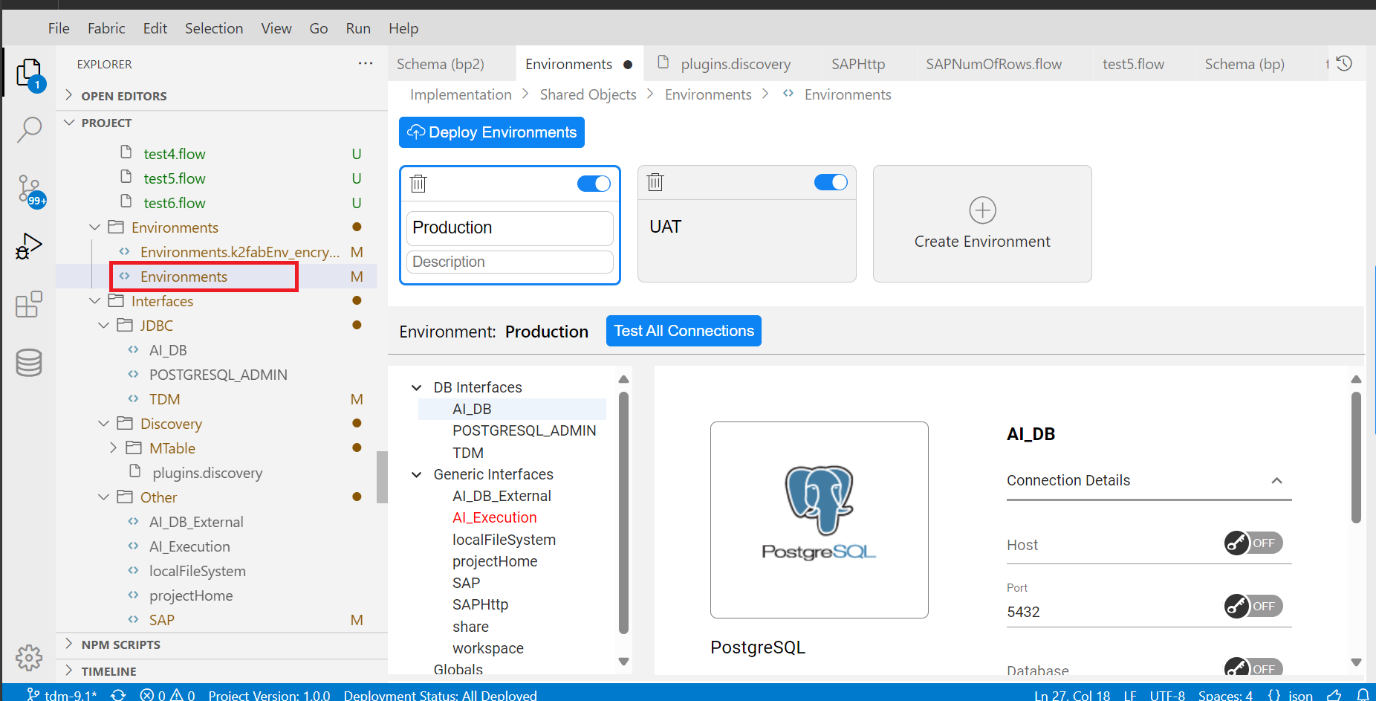 File Fabric Edit Selection View Go Run Help
EXPLORER ···
1
OPEN EDITORS
PROJECT
test4.flow U
test5.flow U
test6.flow U
Environments
Environments.k2fabEnv_encry... M
Environments M
Interfaces
JDBC
AI_DB
POSTGRESQL_ADMIN
TDM M
Discovery
MTable
plugins.discovery
Other
AI_DB_External
AI_Execution
localFileSystem
projectHome
SAP M
NPM SCRIPTS
TIMELINE
99+
Schema (bp2) Environments ● plugins.discovery SAPHttp SAPNumOfRows.flow test5.flow Schema (bp) t
Implementation > Shared Objects > Environments > <> Environments
Deploy Environments
Production
Description
UAT
Create Environment
Environment: Production Test All Connections
DB Interfaces
AI_DB
POSTGRESQL_ADMIN
TDM
Generic Interfaces
AI_DB_External
AI_Execution
localFileSystem
projectHome
SAP
SAPHttp
share
workspace
Globals
PostgreSQL
PostgreSQL
AI_DB
Connection Details
Host OFF
Port
5432 OFF
Database OFF
tdm-9.1* 0 0 Project Version: 1.0.0 Deployment Status: All Deployed Ln 27, Col 18 LF UTF-8 Spaces: 4 {} json